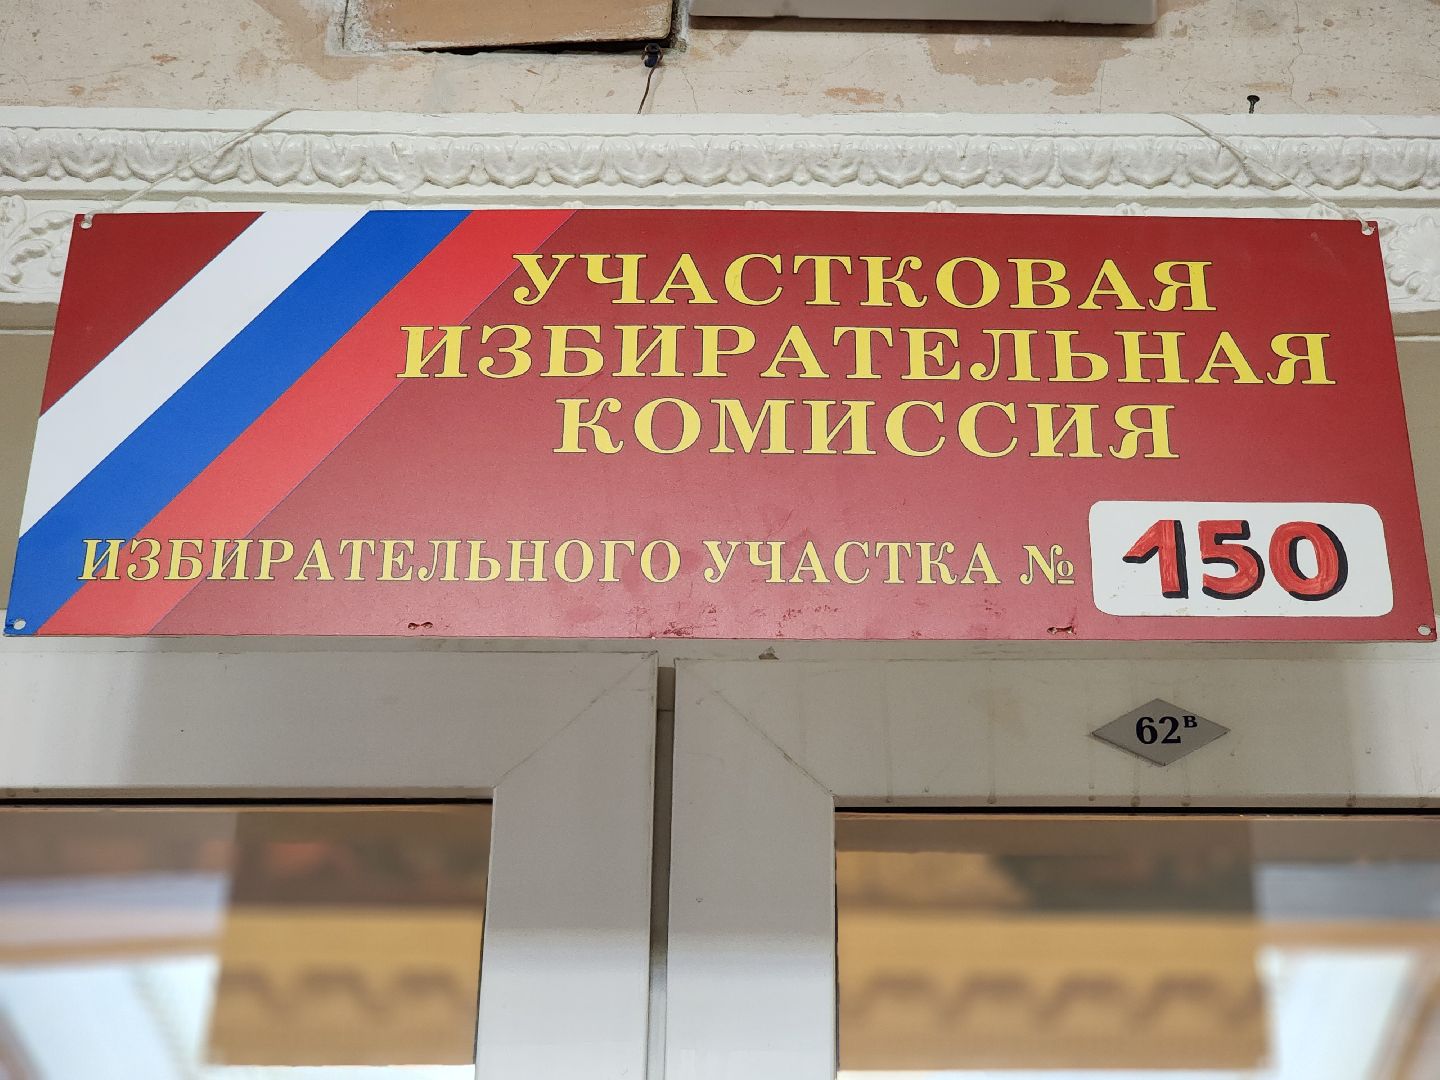 УЧАСТКОВАЯ
ИЗБИРАТЕЛЬНАЯ
КОМИССИЯ
ИЗБИРАТЕЛЬНОГО УЧАСТКА № 150
62в